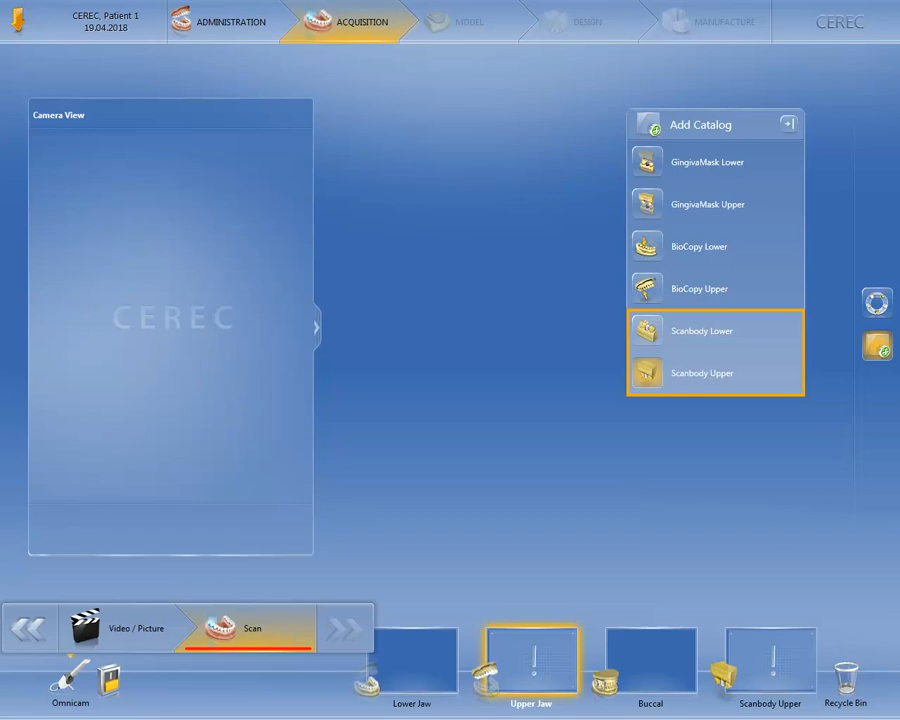 CEREC, Patient 1
19.04.2018
ADMINISTRATION
ACQUISITION
MODEL
DESIGN
MANUFACTURE
CEREC
Camera View
CEREC
Add Catalog
GingivaMask Lower
GingivaMask Upper
BioCopy Lower
BioCopy Upper
Scanbody Lower
Scanbody Upper
Video / Picture
Scan
Omnicam
Lower Jaw
Upper Jaw
Buccal
Scanbody Upper
Recycle Bin